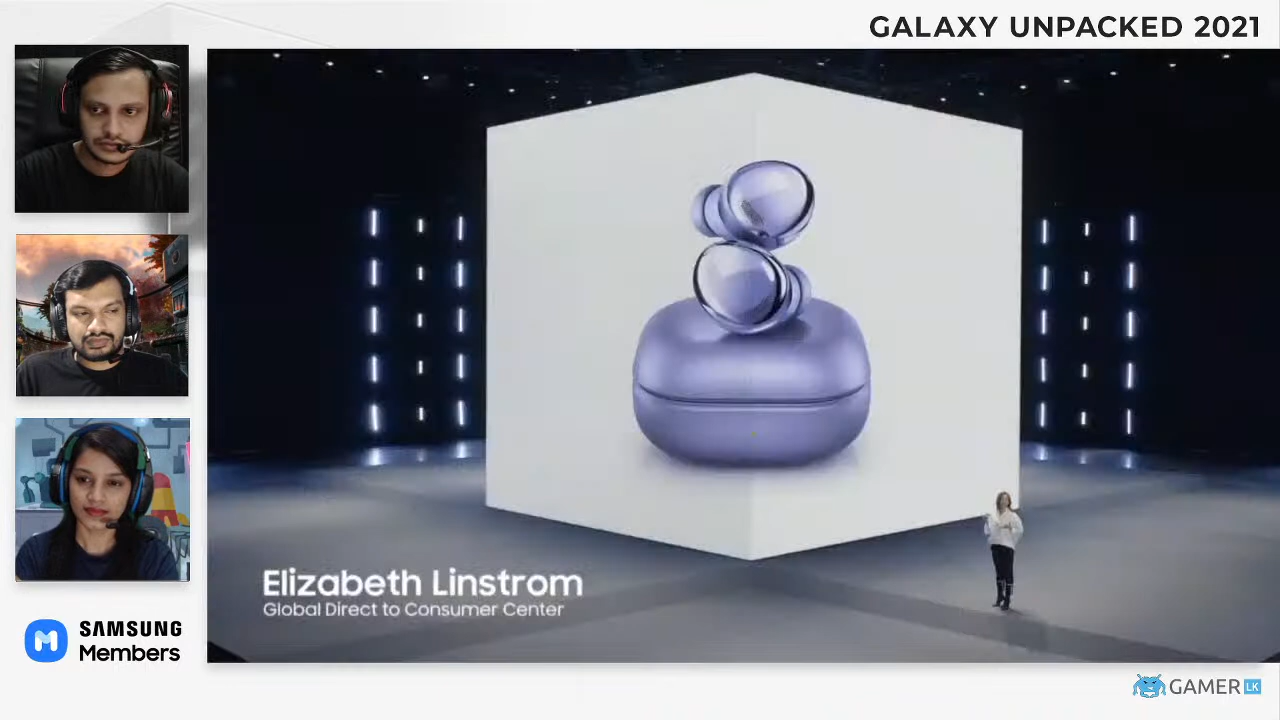 GALAXY UNPACKED 2021
Elizabeth Linstrom
Global Direct to Consumer Center
SAMSUNG
Members
GAMER LK